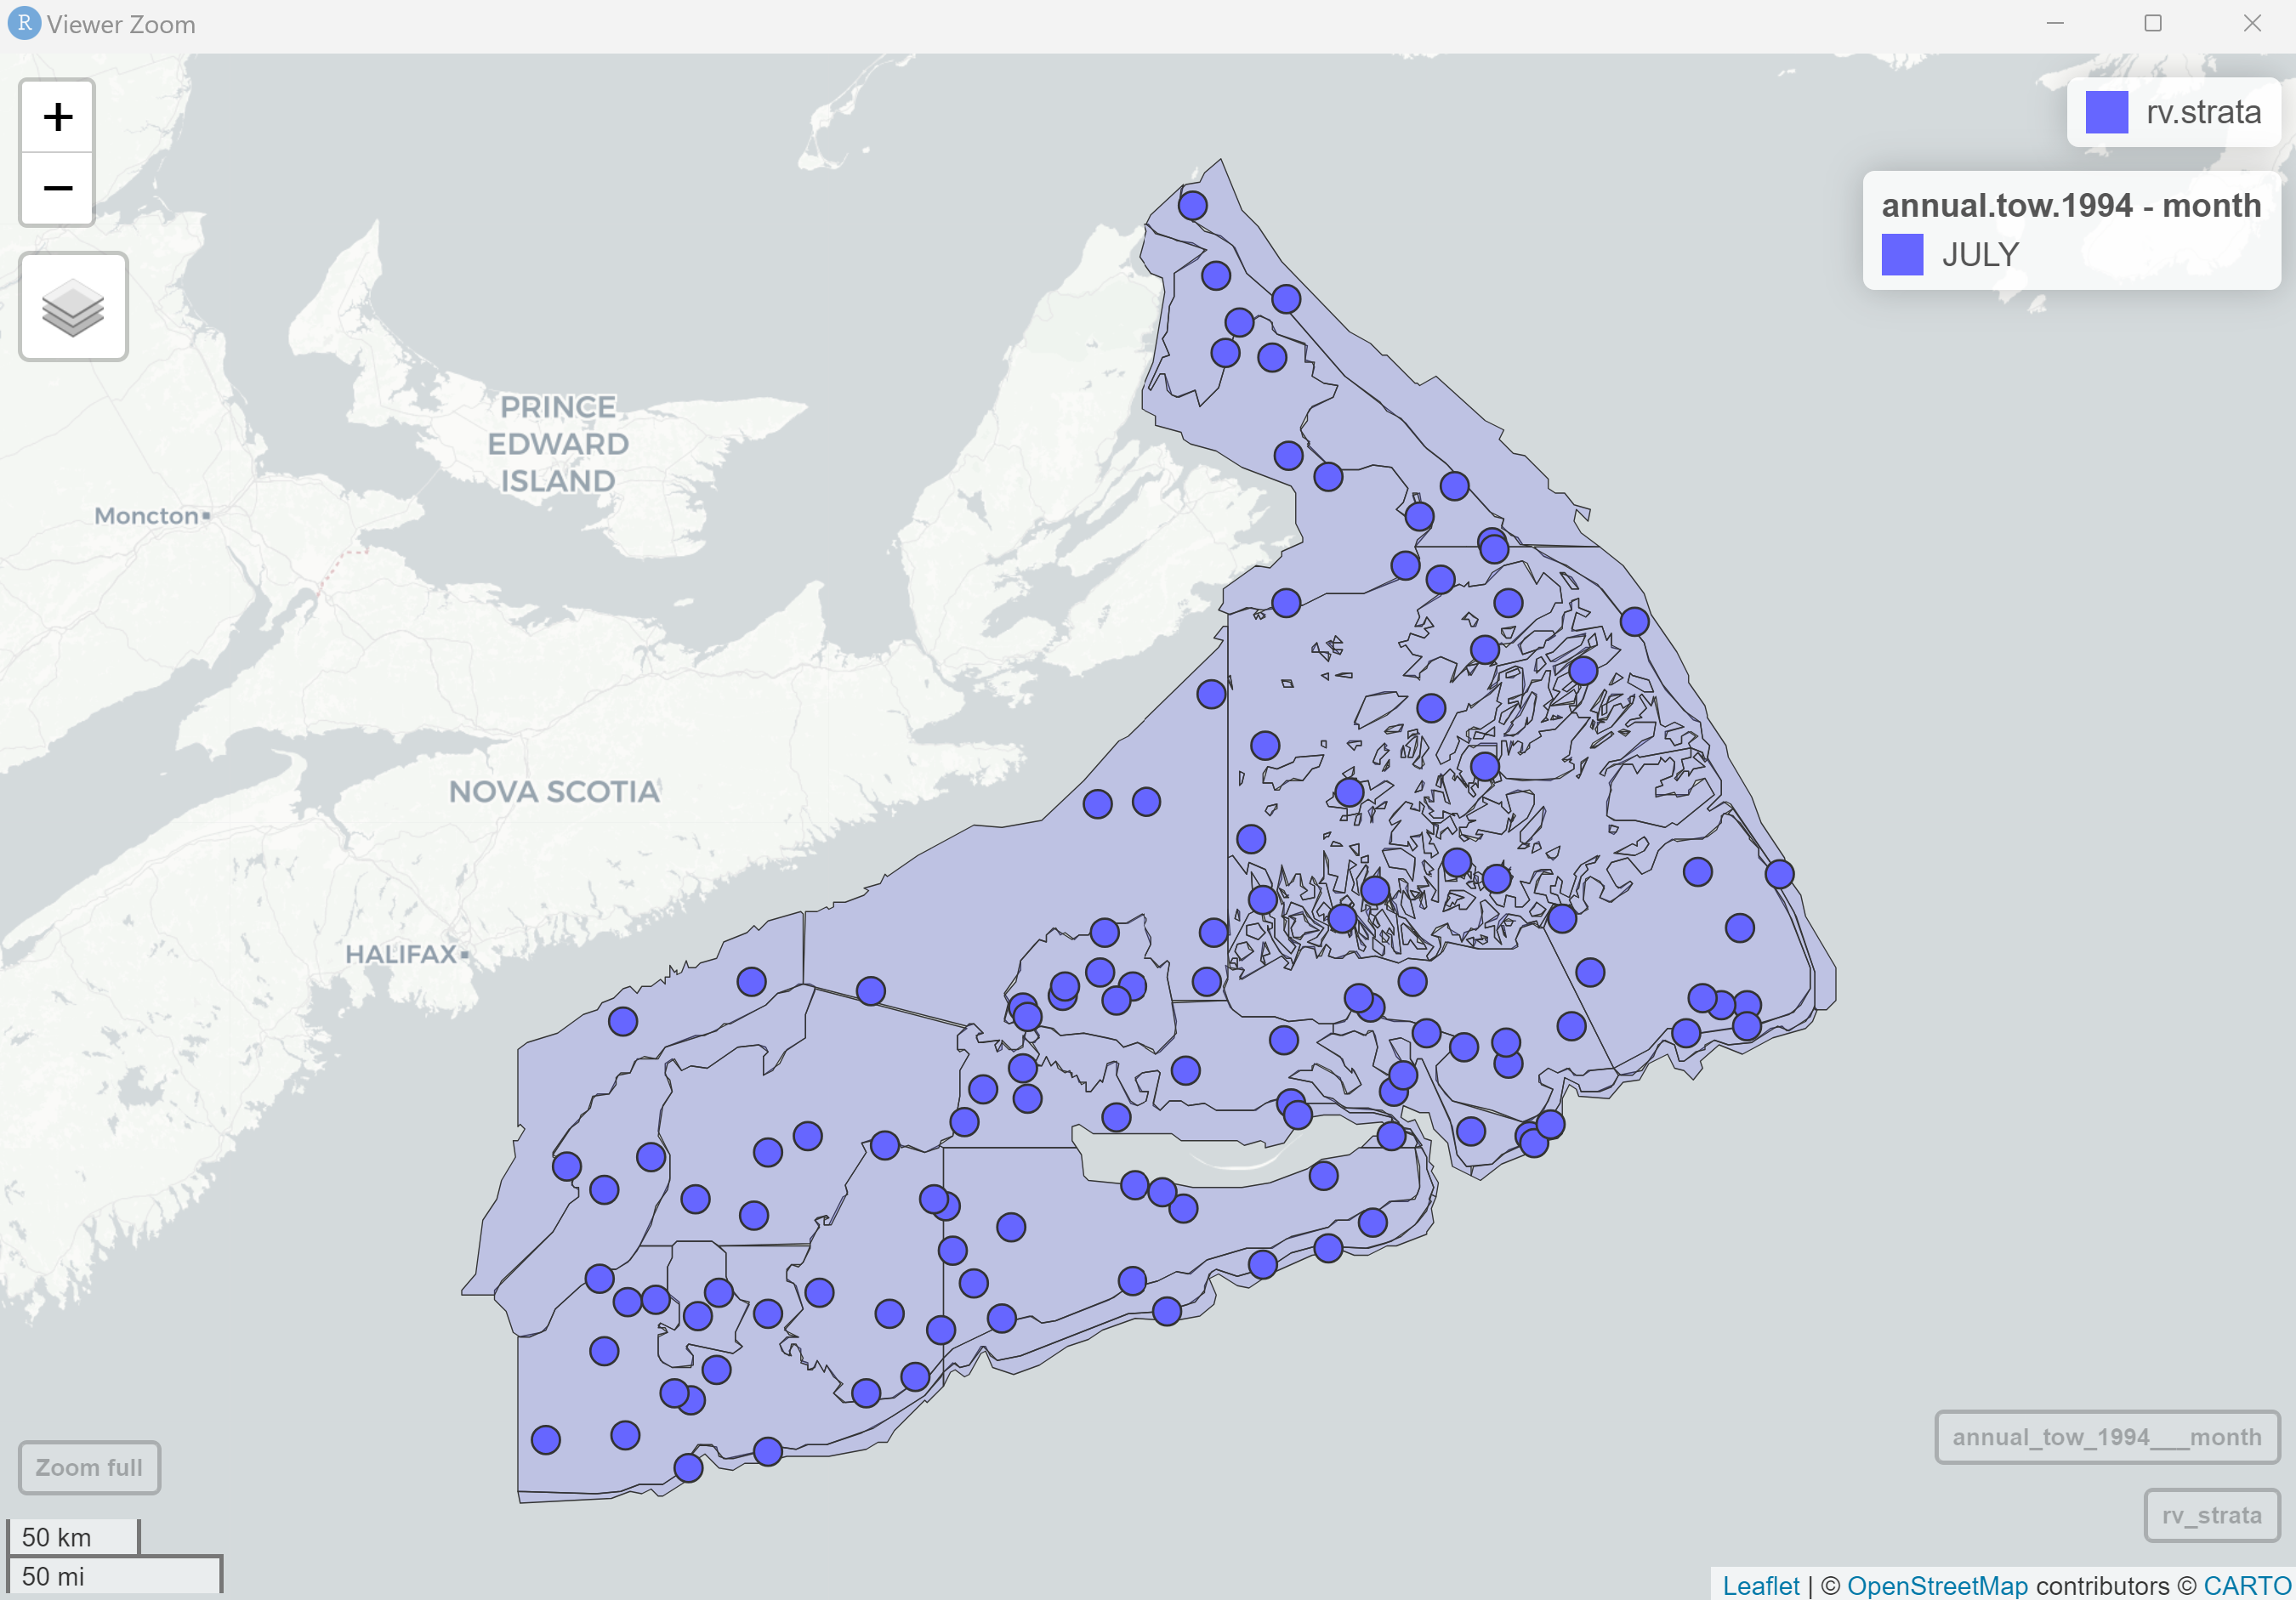 R Viewer Zoom
+
−
rv.strata
annual.tow.1994 - month
JULY
PRINCE
EDWARD
ISLAND
Moncton
NOVA SCOTIA
HALIFAX
annual_tow_1994___month
Zoom full
rv_strata
50 km
50 mi
Leaflet | © OpenStreetMap contributors © CARTO